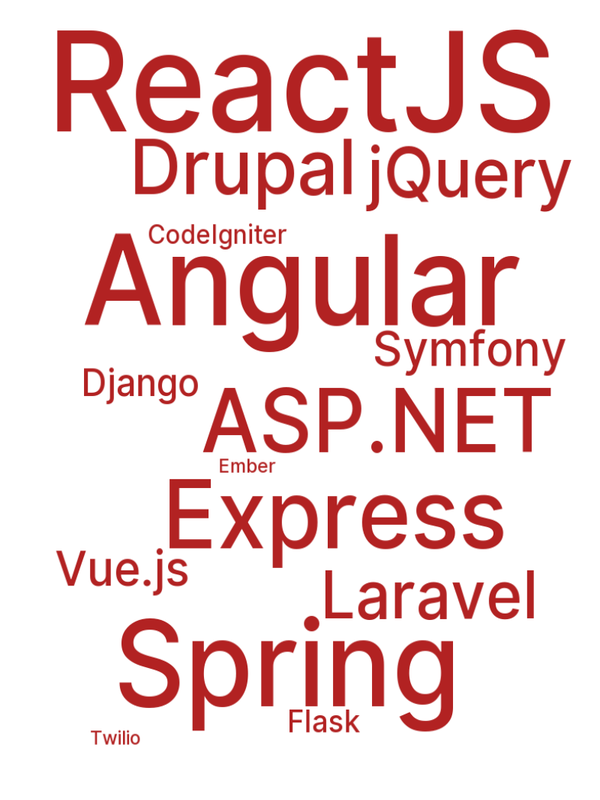 ReactJS
Drupal jQuery
CodeIgniter
Angular
Symfony
Django
ASP.NET
Ember
Express
Vue.js
Laravel
Spring
Flask
Twilio